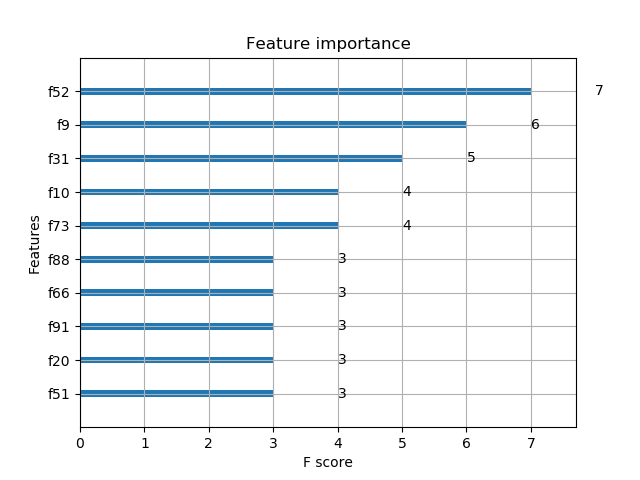 Feature importance
f52 7
f9 6
f31 5
f10 4
f73 4
f88 3
f66 3
f91 3
f20 3
f51 3
Features
0 1 2 3 4 5 6 7
F score